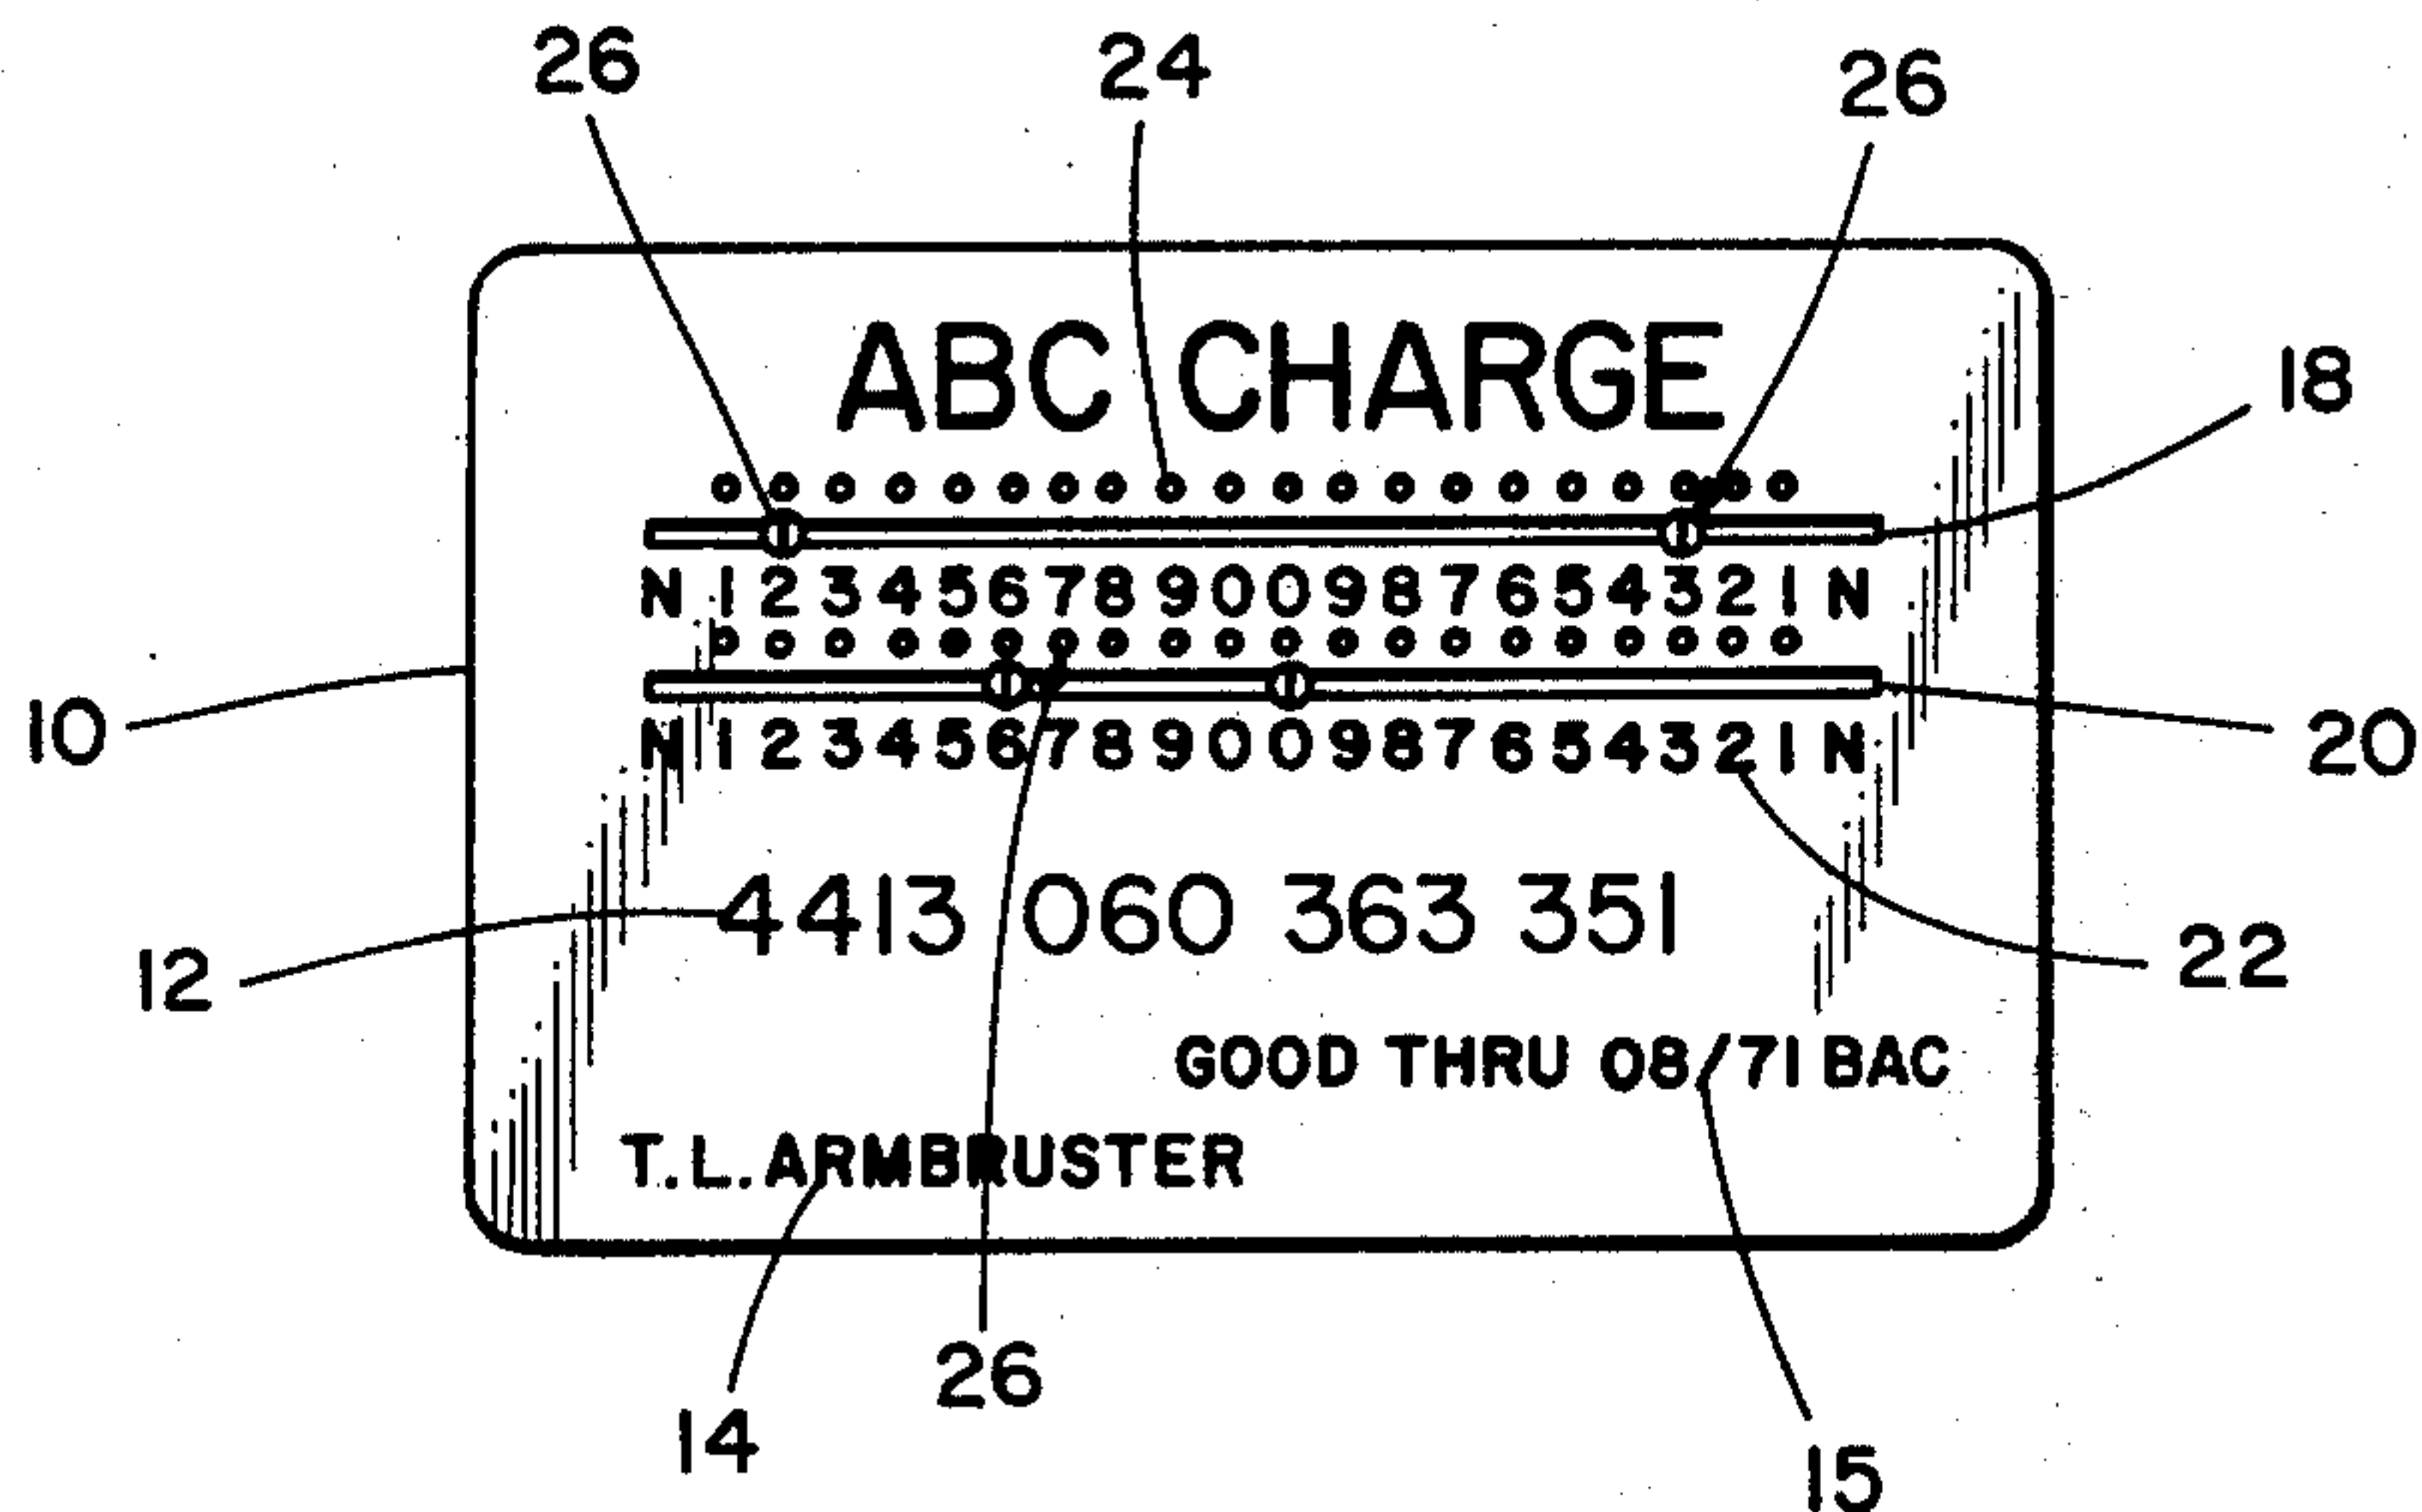 26 24 26
ABC CHARGE
18
N 1 2 3 4 5 6 7 8 9 0 0 9 8 7 6 5 4 3 2 1 N
10
20
N 1 2 3 4 5 6 7 8 9 0 0 9 8 7 6 5 4 3 2 1 N
4413 060 363 351
12
22
GOOD THRU 08/71 BAC
T.L. ARMBRUSTER
26
14
15